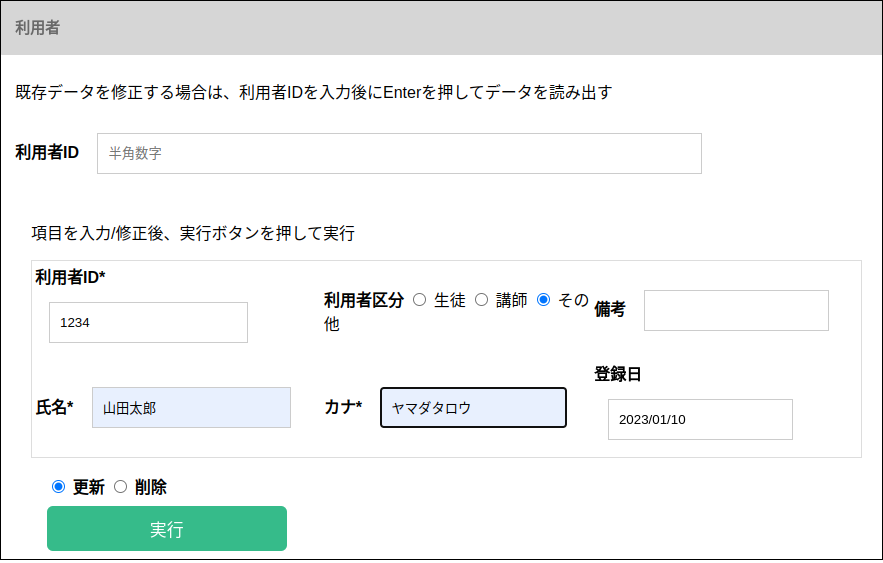 利用者
既存データを修正する場合は、利用者IDを入力後にEnterを押してデータを読み出す
利用者ID 半角数字
項目を入力/修正後、実行ボタンを押して実行
利用者ID*
1234
利用者区分 生徒 講師 その
他
備考
氏名* 山田太郎
カナ* ヤマダタロウ
登録日
2023/01/10
更新 削除
実行